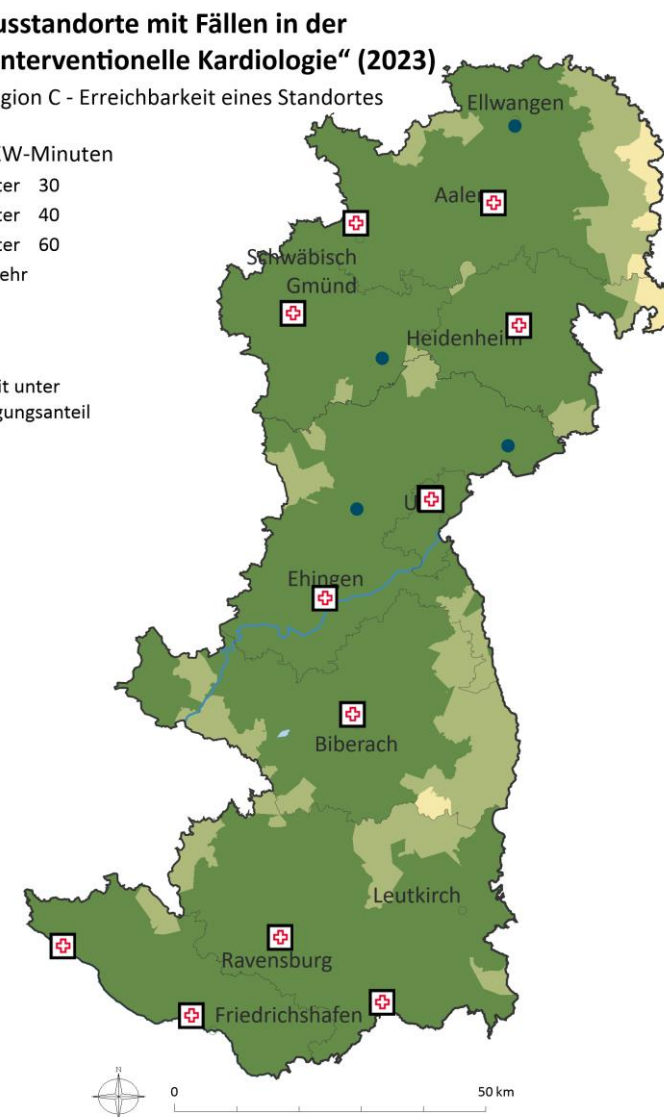 usstandorte mit Fällen in der
nterventionelle Kardiologie“ (2023)
gion C - Erreichbarkeit eines Standortes
W-Minuten
ter 30
ter 40
ter 60
ehr
it unter
gungsanteil
Ellwangen
Aalen
Schwäbisch
Gmünd
Heidenheim
U
Ehingen
Biberach
Leutkirch
Ravensburg
Friedrichshafen
N
0 50 km